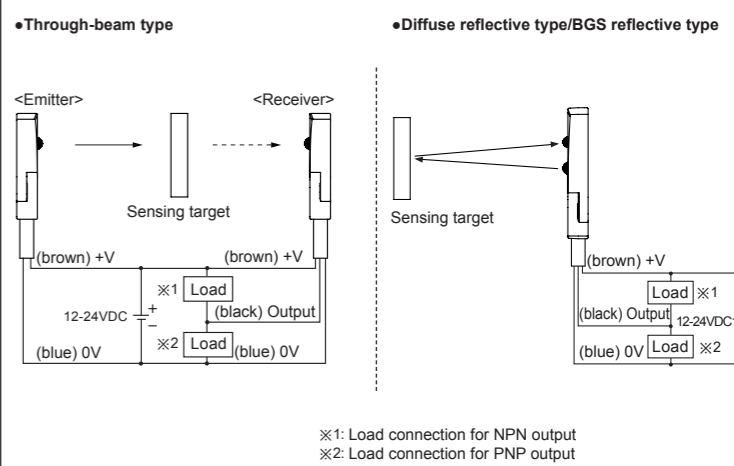 ●Through-beam type
<Emitter>
<Receiver>
Sensing target
(brown) +V
(brown) +V
※1 Load
(black) Output
12-24VDC
+
−
※2 Load
(blue) 0V
(blue) 0V
●Diffuse reflective type/BGS reflective type
Sensing target
(brown) +V
Load ※1
(black) Output
12-24VDC
(blue) 0V
Load ※2
※1: Load connection for NPN output
※2: Load connection for PNP output